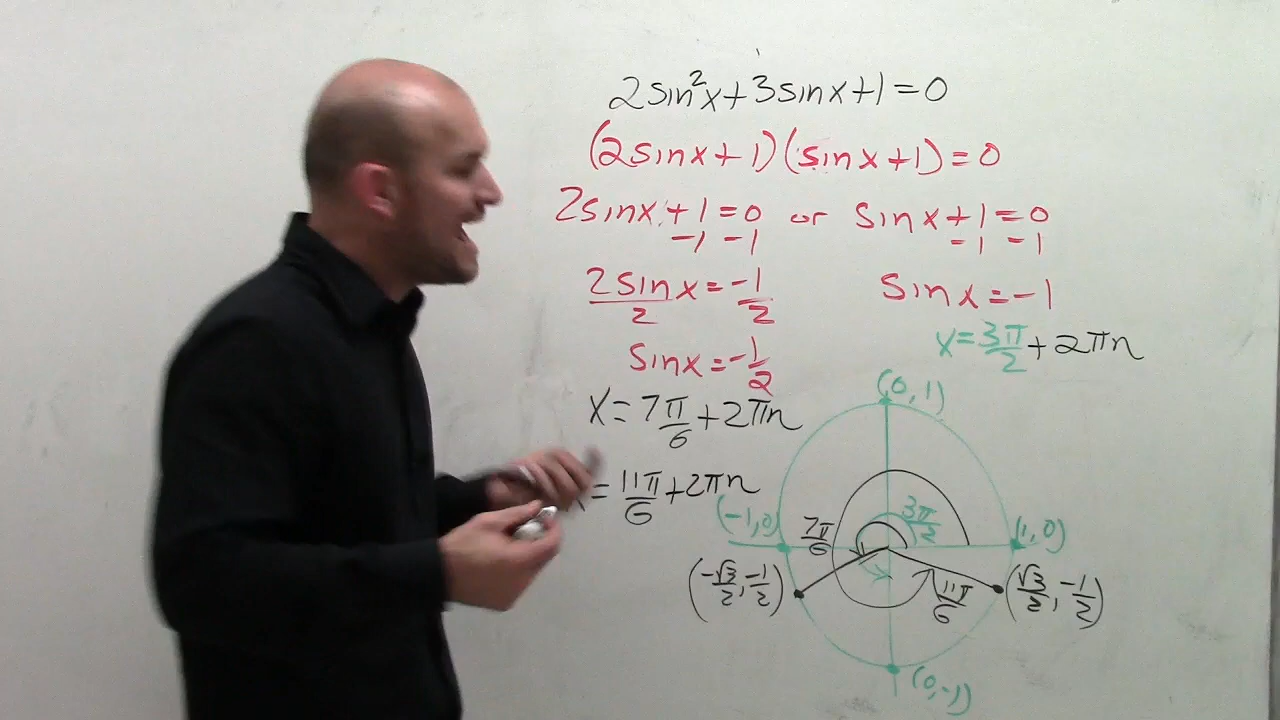 2sin²x+3sinx+1=0
(2sinx+1)(sinx+1)=0
2sinx+1=0 or sinx+1=0
-1 -1 -1 -1
2sinx=-1 sinx=-1
2 2
x=3π/2+2πn
sinx=-1/2
x=7π/6+2πn
=11π/6+2πn
(0,1)
(-1,0)
7π/6
3π/2
(1,0)
(-√3/2,-1/2)
11π/6
(√3/2,-1/2)
(0,-1)